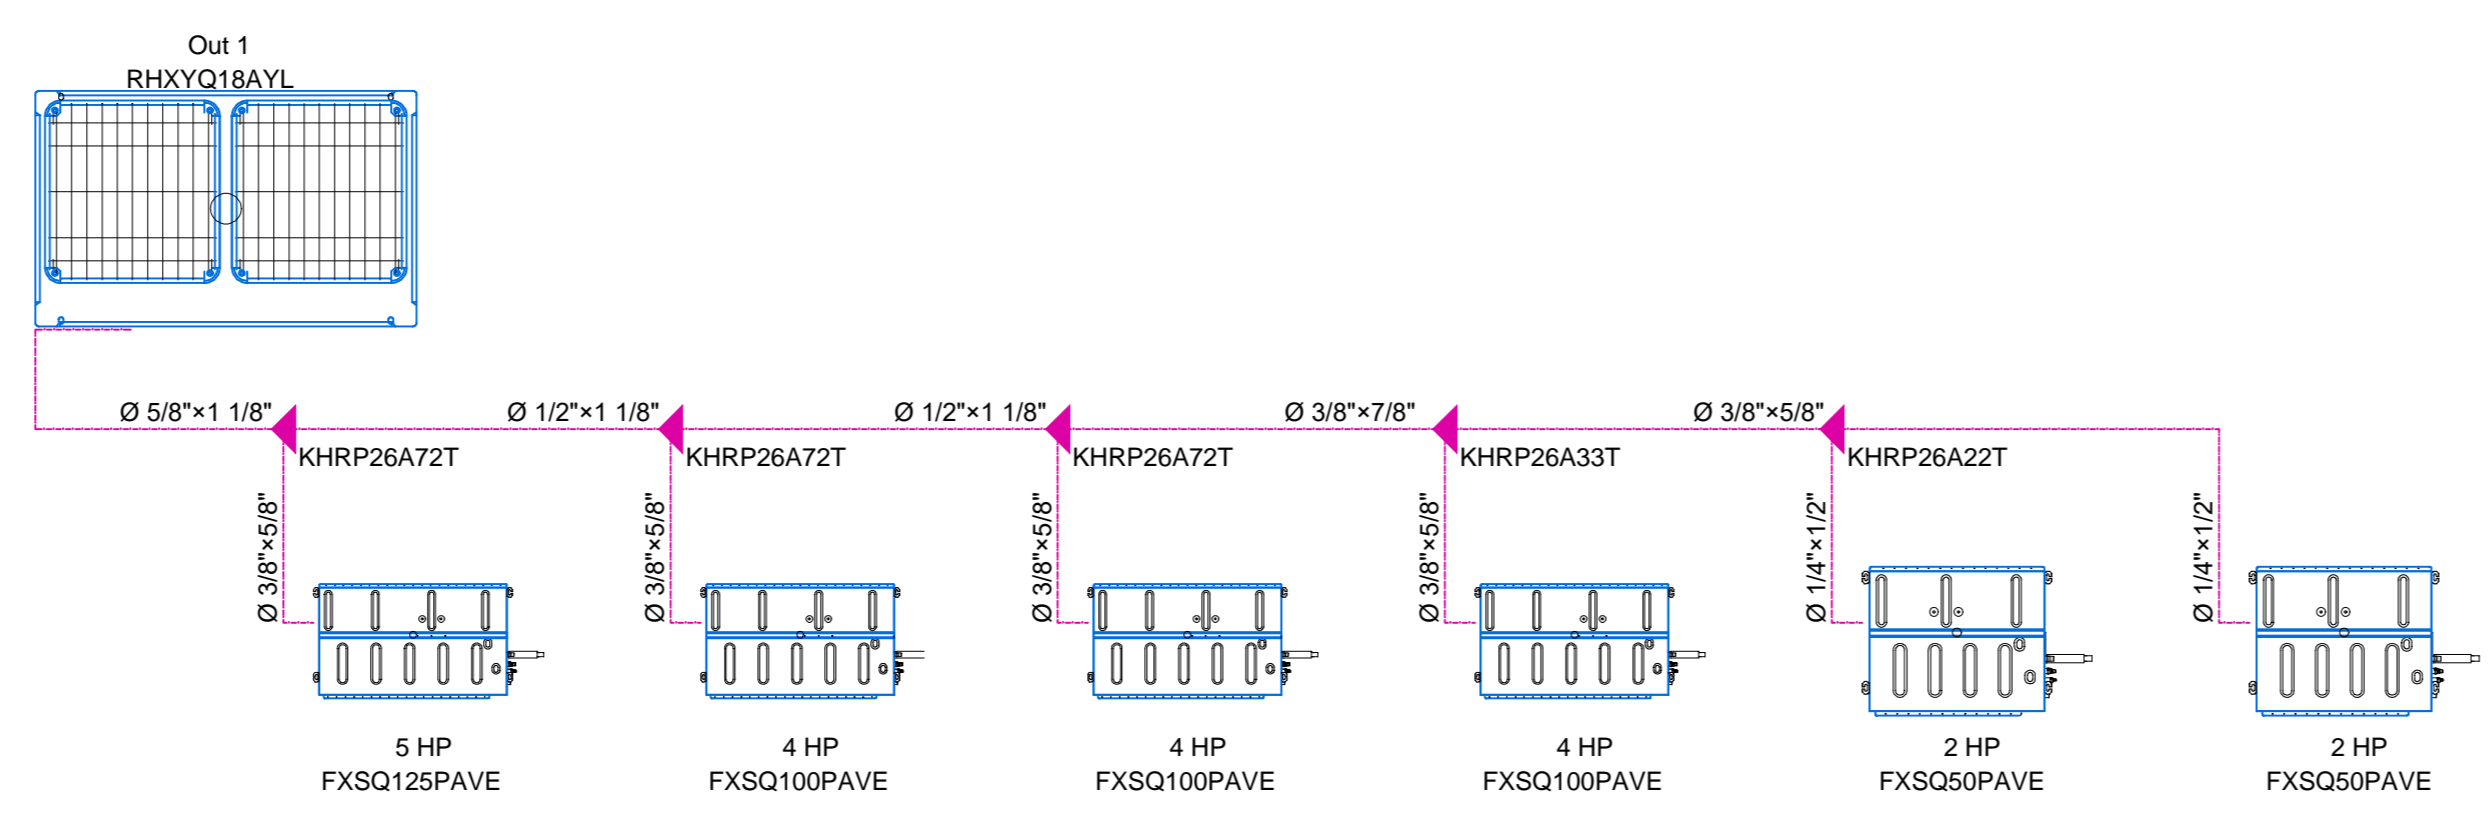 Out 1
RHXYQ18AYL
Ø 5/8"×1 1/8"
Ø 1/2"×1 1/8"
Ø 1/2"×1 1/8"
Ø 3/8"×7/8"
Ø 3/8"×5/8"
KHRP26A72T
KHRP26A72T
KHRP26A72T
KHRP26A33T
KHRP26A22T
Ø 3/8"×5/8"
Ø 3/8"×5/8"
Ø 3/8"×5/8"
Ø 3/8"×5/8"
Ø 1/4"×1/2"
Ø 1/4"×1/2"
5 HP
FXSQ125PAVE
4 HP
FXSQ100PAVE
4 HP
FXSQ100PAVE
4 HP
FXSQ100PAVE
2 HP
FXSQ50PAVE
2 HP
FXSQ50PAVE